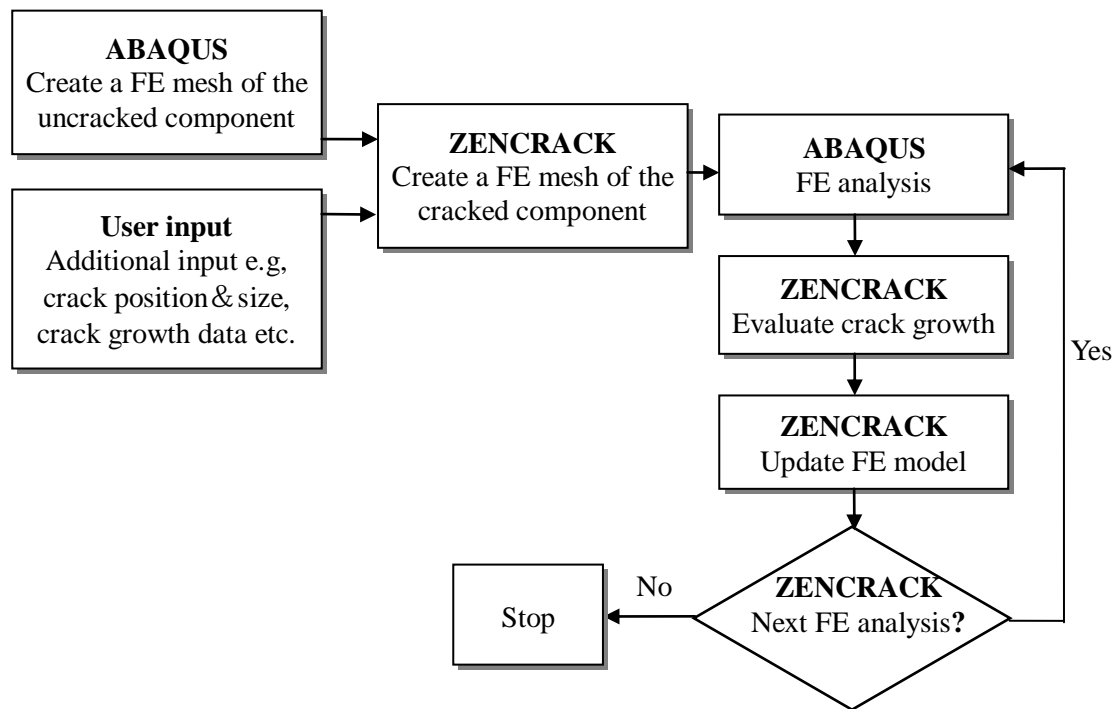 ABAQUS
Create a FE mesh of the
uncracked component
User input
Additional input e.g,
crack position＆size,
crack growth data etc.
ZENCRACK
Create a FE mesh of the
cracked component
ABAQUS
FE analysis
ZENCRACK
Evaluate crack growth
Yes
ZENCRACK
Update FE model
ZENCRACK
Next FE analysis?
No
Stop